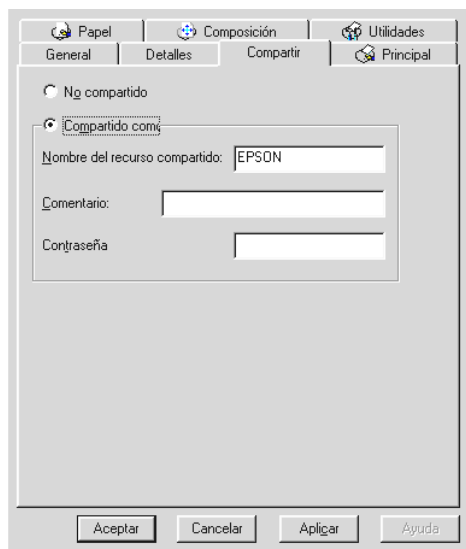 Papel Composición Utilidades
General Detalles Compartir Principal
No compartido
Compartido como
Nombre del recurso compartido: EPSON
Comentario:
Contraseña
Aceptar Cancelar Aplicar Ayuda